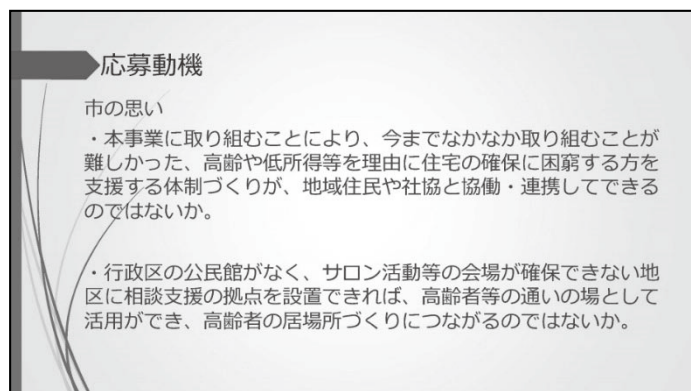 応募動機
市の思い
・本事業に取り組むことにより、今までなかなか取り組むことが
難しかった、高齢や低所得等を理由に住宅の確保に困窮する方を
支援する体制づくりが、地域住民や社協と協働・連携してできる
のではないか。
・行政区の公民館がなく、サロン活動等の会場が確保できない地
区に相談支援の拠点を設置できれば、高齢者等の通いの場として
活用ができ、高齢者の居場所づくりにつながるのではないか。